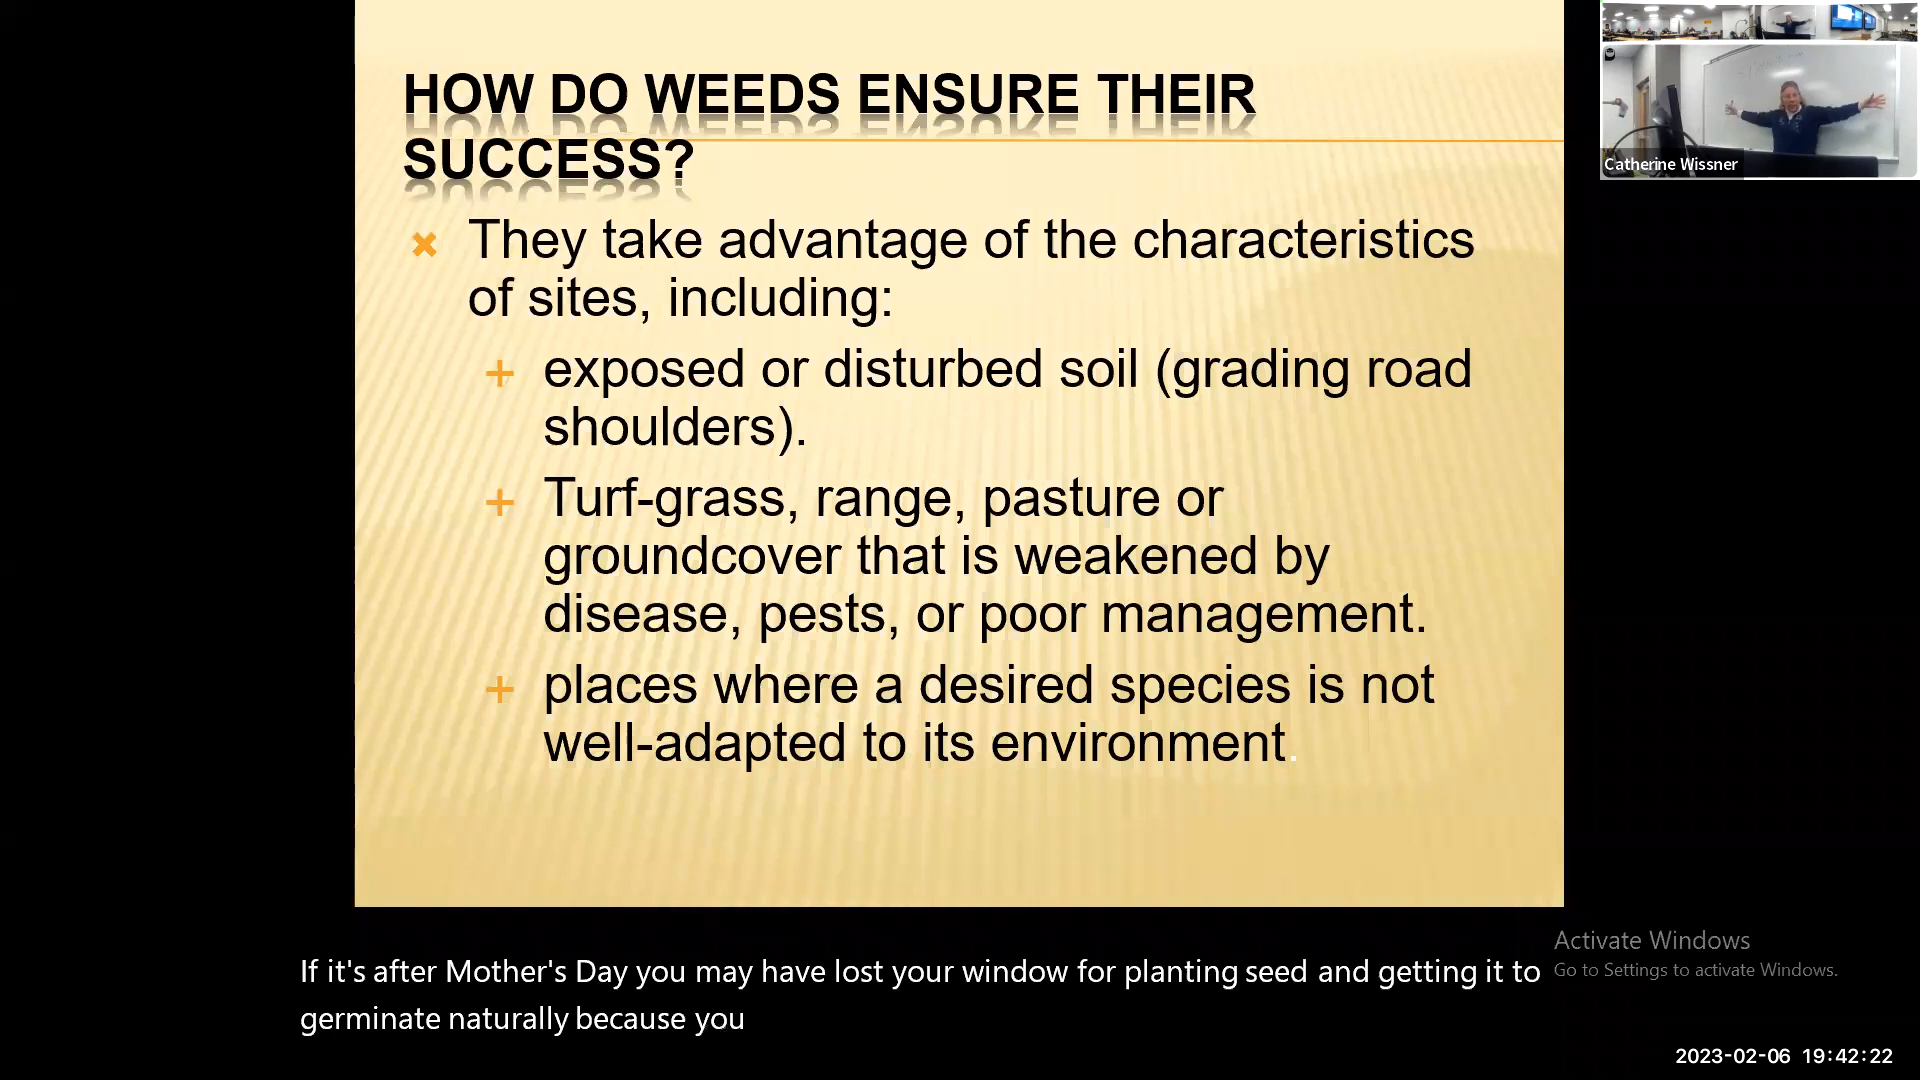 HOW DO WEEDS ENSURE THEIR
SUCCESS?
They take advantage of the characteristics
of sites, including:
exposed or disturbed soil (grading road
shoulders).
Turf-grass, range, pasture or
groundcover that is weakened by
disease, pests, or poor management.
places where a desired species is not
well-adapted to its environment.
Catherine Wissner
If it's after Mother's Day you may have lost your window for planting seed and getting it to
germinate naturally because you
Activate Windows
Go to Settings to activate Windows.
2023-02-06 19:42:22